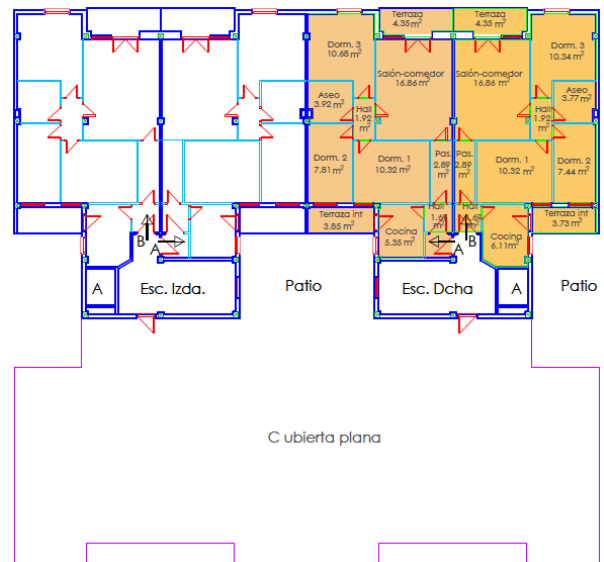 Terraza
4.35 m²
Terraza
4.35 m²
Dorm. 3
10.68 m²
Salón-comedor
16.86 m²
Salón-comedor
16.86 m²
Dorm. 3
10.34 m²
Aseo
3.92 m²
Hall
1.92
m²
Hall
1.92
m²
Aseo
3.77 m²
Dorm. 2
7.81 m²
Dorm. 1
10.32 m²
Pas.
2.89
m²
Pas.
2.89
m²
Dorm. 1
10.32 m²
Dorm. 2
7.44 m²
Terraza int
3.85 m²
Hall
1.69
m²
Hall
Terraza int
3.73 m²
Cocina
5.35 m²
Cocina
6.11m²
B
A
A
B
A
Esc. Izda.
Patio
Esc. Dcha
A
Patio
C ubierta plana